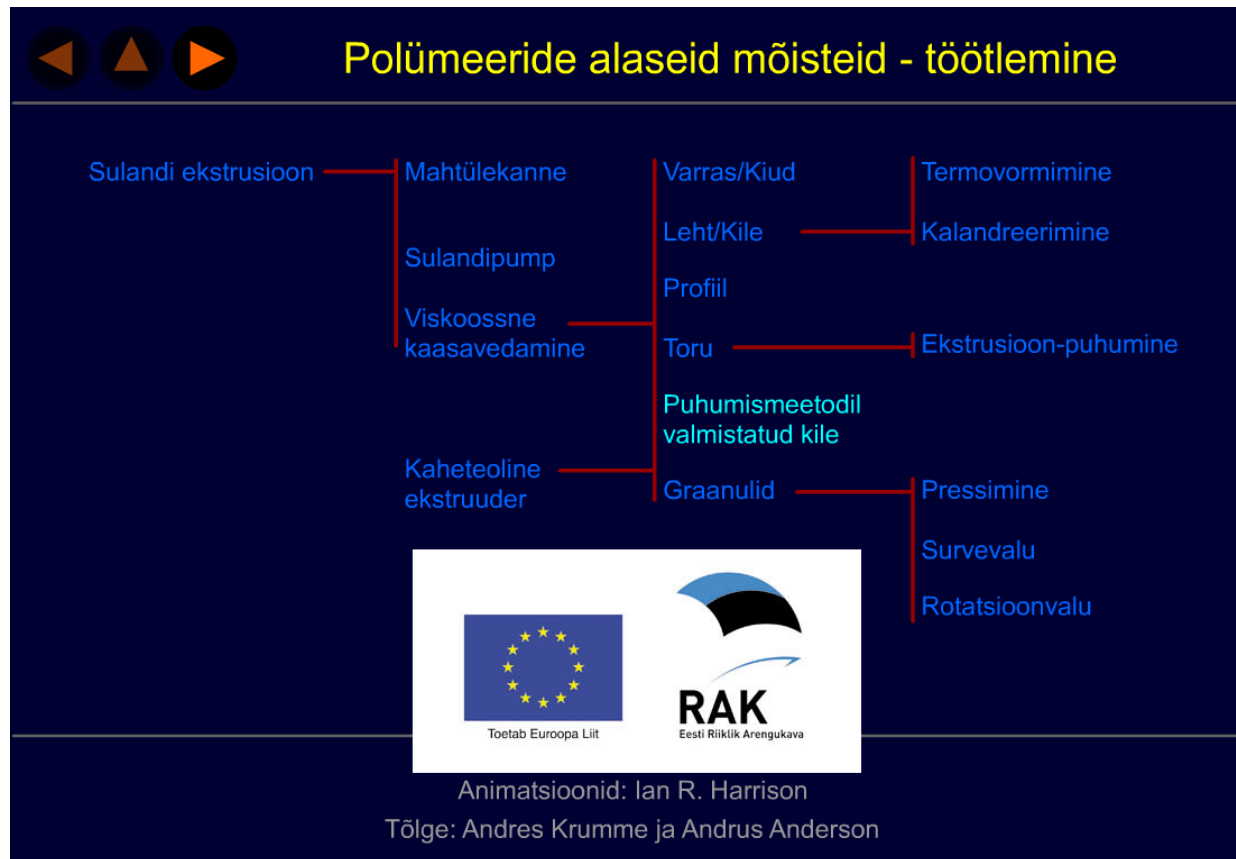 Polümeeride alaseid mõisteid - töötlemine
Sulandi ekstrusioon
Mahtülekanne
Sulandipump
Viskoossne
kaasavedamine
Kaheteoline
ekstruuder
Varras/Kiud
Leht/Kile
Profiil
Toru
Puhumismeetodil
valmistatud kile
Graanulid
Termovormimine
Kalandreerimine
Ekstrusioon-puhumine
Pressimine
Survevalu
Rotatsioonvalu
Toetab Euroopa Liit
RAK
Eesti Riiklik Arengukava
Animatsioonid: Ian R. Harrison
Tõlge: Andres Krumme ja Andrus Anderson